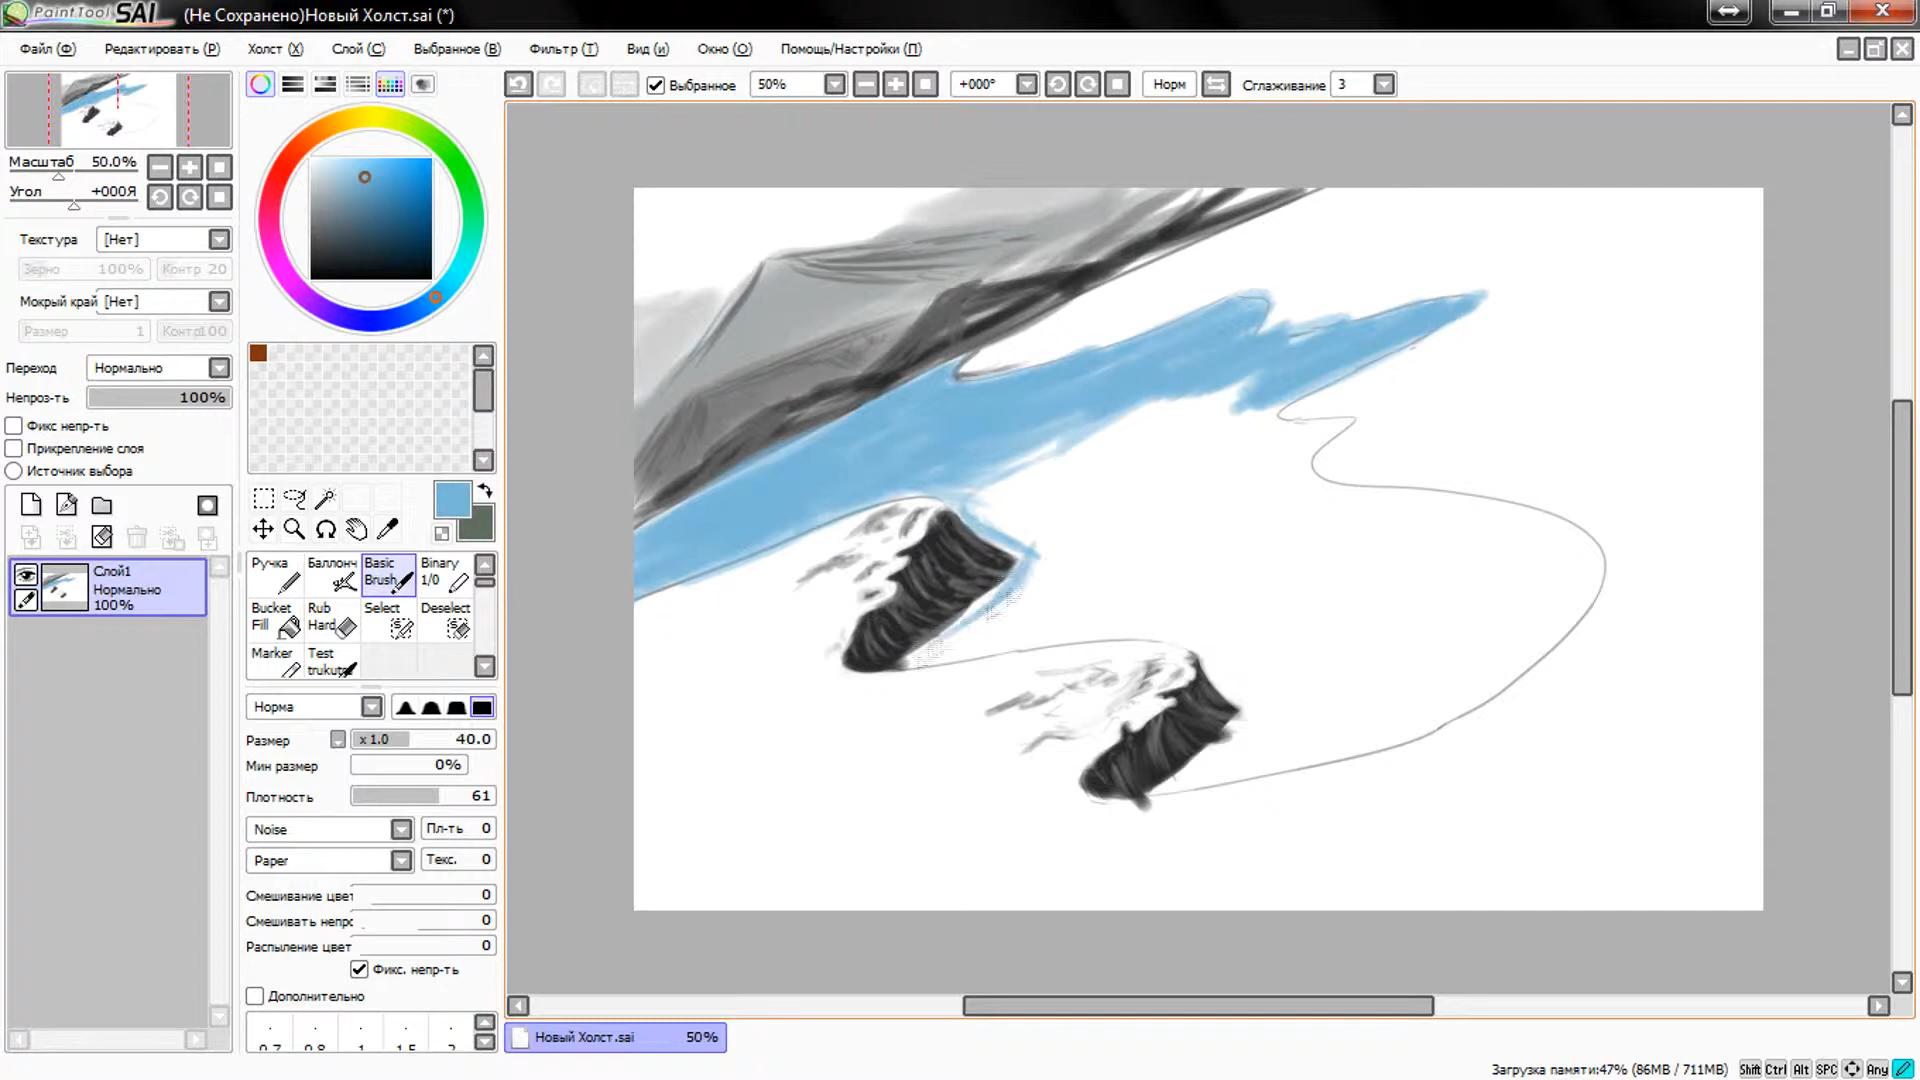 PaintTool SAI (Не Сохранено)Новый Холст.sai (*)
Файл (Ф) Редактировать (Р) Холст (Х) Слой (С) Выбранное (В) Фильтр (Т) Вид (и) Окно (О) Помощь/Настройки (П)
Выбранное 50% +000° Норм Сглаживание 3
Масштаб 50.0%
Угол +000Я
Текстура [Нет]
Зерно 100% Контр 20
Мокрый край [Нет]
Размер 1 Контр 100
Переход Нормально
Непроз-ть 100%
Фикс непр-ть
Прикрепление слоя
Источник выбора
Слой1
Нормально
100%
Ручка Баллонч Basic Brush Binary 1/0
Bucket Fill Rub Hard Select Deselect
Marker Test trukut
Норма
Размер x 1.0 40.0
Мин размер 0%
Плотность 61
Noise Пл-ть 0
Paper Текс. 0
Смешивание цвет 0
Смешивать непро 0
Распыление цвет 0
Фикс. непр-ть
Дополнительно
0.7 0.8 1 1.5 2
Новый Холст.sai 50%
Загрузка памяти:47% (86MB / 711MB) Shift Ctrl Alt SPC Any